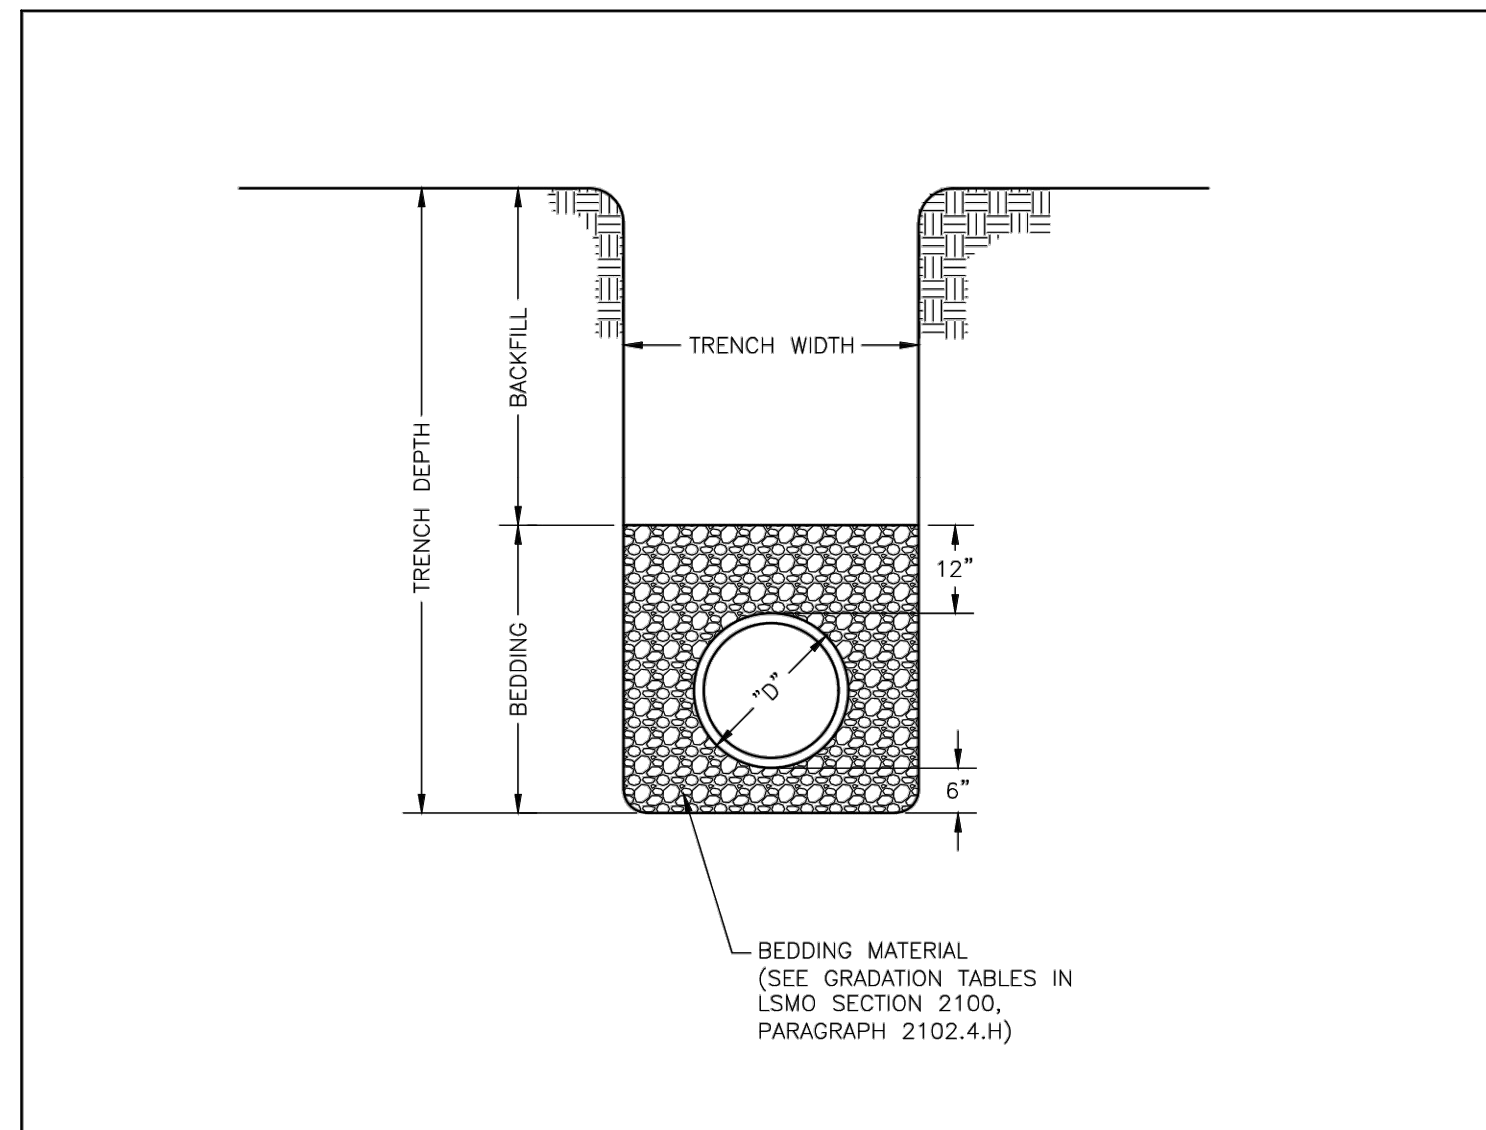 TRENCH DEPTH
BACKFILL
BEDDING
TRENCH WIDTH
12"
"D"
6"
BEDDING MATERIAL
(SEE GRADATION TABLES IN
LSMO SECTION 2100,
PARAGRAPH 2102.4.H)